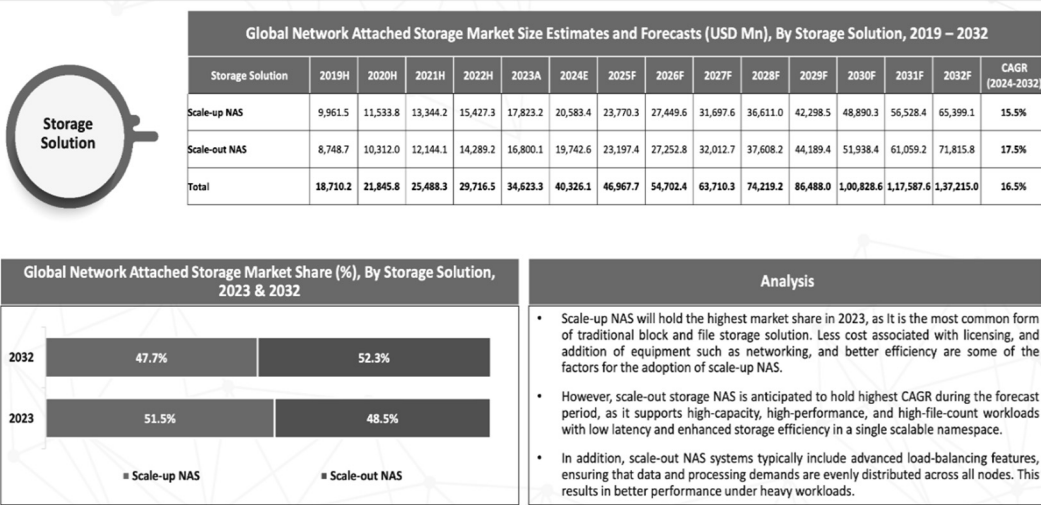 Global Network Attached Storage Market Size Estimates and Forecasts (USD Mn), By Storage Solution, 2019 – 2032
Storage Solution 2019H 2020H 2021H 2022H 2023A 2024E 2025F 2026F 2027F 2028F 2029F 2030F 2031F 2032F CAGR (2024-2032)
Scale-up NAS 9,961.5 11,533.8 13,344.2 15,427.3 17,823.2 20,583.4 23,770.3 27,449.6 31,697.6 36,611.0 42,298.5 48,890.3 56,528.4 65,399.1 15.5%
Scale-out NAS 8,748.7 10,312.0 12,144.1 14,289.2 16,800.1 19,742.6 23,197.4 27,252.8 32,012.7 37,608.2 44,189.4 51,938.4 61,059.2 71,815.8 17.5%
Total 18,710.2 21,845.8 25,488.3 29,716.5 34,623.3 40,326.1 46,967.7 54,702.4 63,710.3 74,219.2 86,488.0 1,00,828.6 1,17,587.6 1,37,215.0 16.5%
Storage
Solution
Global Network Attached Storage Market Share (%), By Storage Solution,
2023 & 2032
2032 47.7% 52.3%
2023 51.5% 48.5%
Scale-up NAS Scale-out NAS
Analysis
• Scale-up NAS will hold the highest market share in 2023, as It is the most common form
of traditional block and file storage solution. Less cost associated with licensing, and
addition of equipment such as networking, and better efficiency are some of the
factors for the adoption of scale-up NAS.
• However, scale-out storage NAS is anticipated to hold highest CAGR during the forecast
period, as it supports high-capacity, high-performance, and high-file-count workloads
with low latency and enhanced storage efficiency in a single scalable namespace.
• In addition, scale-out NAS systems typically include advanced load-balancing features,
ensuring that data and processing demands are evenly distributed across all nodes. This
results in better performance under heavy workloads.